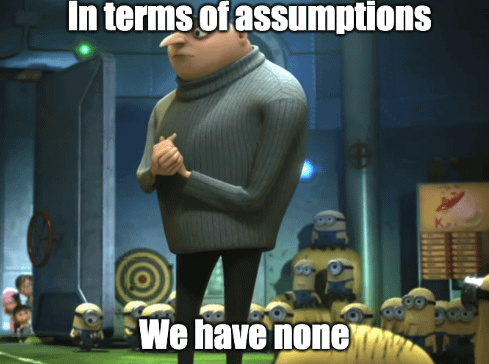 In terms of assumptions
We have none